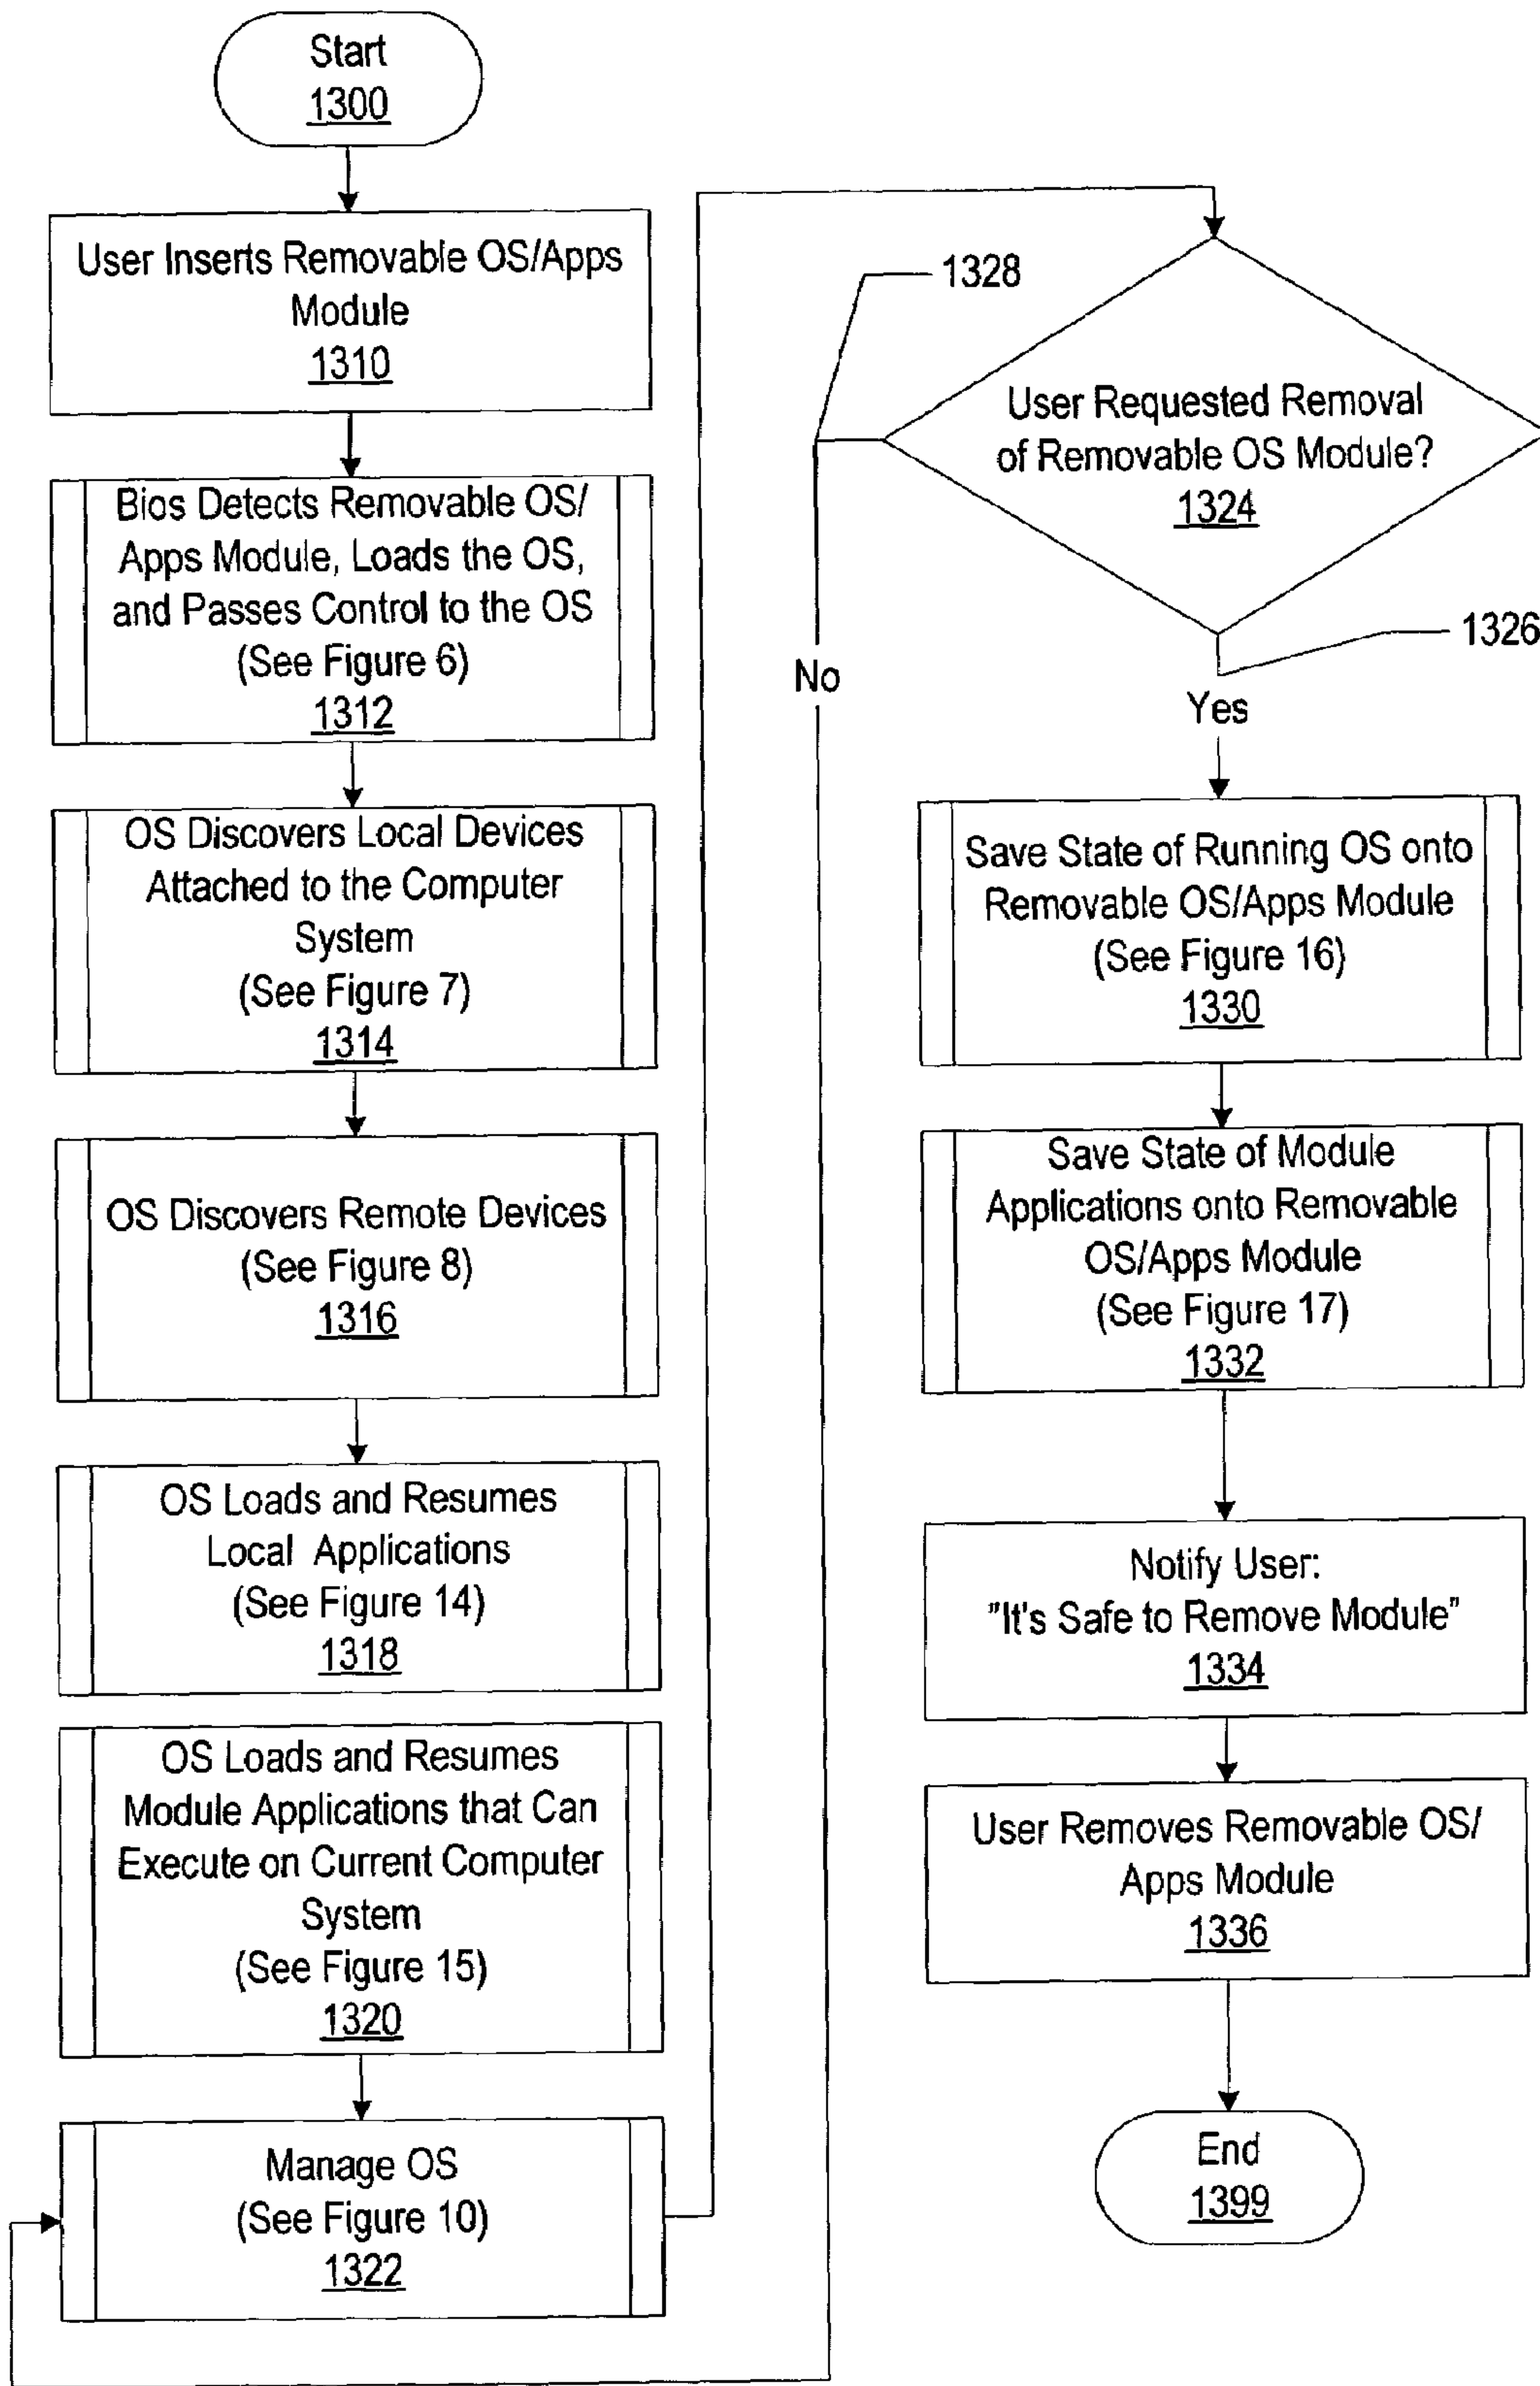 Start
1300
User Inserts Removable OS/Apps
Module
1310
Bios Detects Removable OS/
Apps Module, Loads the OS,
and Passes Control to the OS
(See Figure 6)
1312
OS Discovers Local Devices
Attached to the Computer
System
(See Figure 7)
1314
OS Discovers Remote Devices
(See Figure 8)
1316
OS Loads and Resumes
Local Applications
(See Figure 14)
1318
OS Loads and Resumes
Module Applications that Can
Execute on Current Computer
System
(See Figure 15)
1320
Manage OS
(See Figure 10)
1322
1328
User Requested Removal
of Removable OS Module?
1324
1326
No
Yes
Save State of Running OS onto
Removable OS/Apps Module
(See Figure 16)
1330
Save State of Module
Applications onto Removable
OS/Apps Module
(See Figure 17)
1332
Notify User:
"It's Safe to Remove Module"
1334
User Removes Removable OS/
Apps Module
1336
End
1399